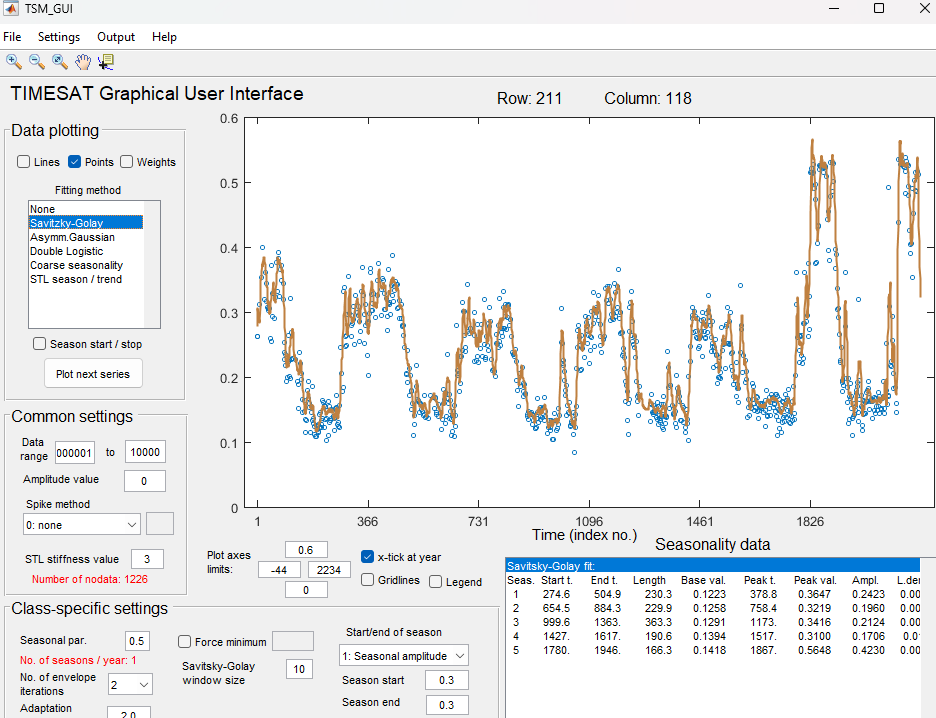 TSM_GUI
File Settings Output Help
TIMESAT Graphical User Interface
Row: 211 Column: 118
Data plotting
Lines Points Weights
Fitting method
None
Savitzky-Golay
Asymm.Gaussian
Double Logistic
Coarse seasonality
STL season / trend
Season start / stop
Plot next series
Common settings
Data range 000001 to 10000
Amplitude value 0
Spike method
0: none
STL stiffness value 3
Number of nodata: 1226
0.6
0.5
0.4
0.3
0.2
0.1
0
1 366 731 1096 1461 1826
Time (index no.)
Plot axes limits:
0.6
-44 2234
0
x-tick at year
Gridlines Legend
Class-specific settings
Seasonal par. 0.5
No. of seasons / year: 1
No. of envelope iterations 2
Adaptation 2.0
Force minimum
Savitsky-Golay window size 10
Start/end of season
1: Seasonal amplitude
Season start 0.3
Season end 0.3
Seasonality data
Savitsky-Golay fit:
Seas. Start t. End t. Length Base val. Peak t. Peak val. Ampl. L.der
1 274.6 504.9 230.3 0.1223 378.8 0.3647 0.2423 0.00
2 654.5 884.3 229.9 0.1258 758.4 0.3219 0.1960 0.00
3 999.6 1363. 363.3 0.1291 1173. 0.3416 0.2124 0.00
4 1427. 1617. 190.6 0.1394 1517. 0.3100 0.1706 0.0
5 1780. 1946. 166.3 0.1418 1867. 0.5648 0.4230 0.00